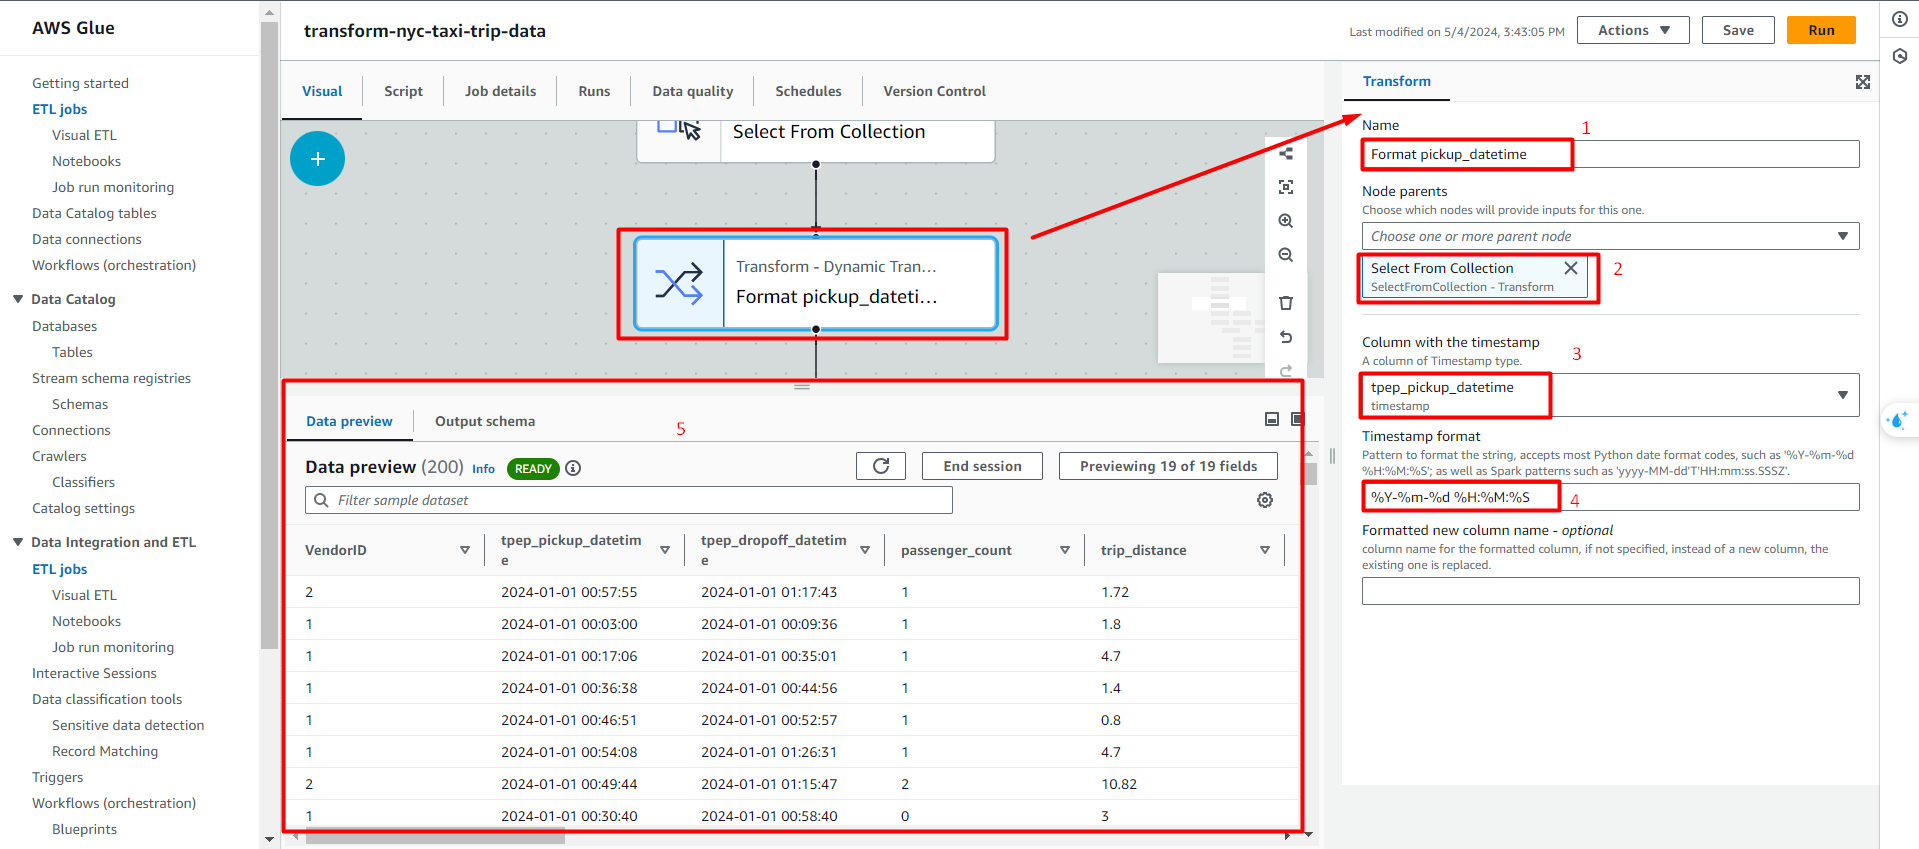 AWS Glue
Getting started
ETL jobs
Visual ETL
Notebooks
Job run monitoring
Data Catalog tables
Data connections
Workflows (orchestration)
Data Catalog
Databases
Tables
Stream schema registries
Schemas
Connections
Crawlers
Classifiers
Catalog settings
Data Integration and ETL
ETL jobs
Visual ETL
Notebooks
Job run monitoring
Interactive Sessions
Data classification tools
Sensitive data detection
Record Matching
Triggers
Workflows (orchestration)
Blueprints
transform-nyc-taxi-trip-data
Last modified on 5/4/2024, 3:43:05 PM
Actions
Save
Run
Visual
Script
Job details
Runs
Data quality
Schedules
Version Control
Select From Collection
Transform - Dynamic Tran...
Format pickup_dateti...
Data preview
Output schema
5
Data preview (200) Info READY
End session
Previewing 19 of 19 fields
Filter sample dataset
VendorID tpep_pickup_datetim tpep_dropoff_datetime passenger_count trip_distance
e e
2 2024-01-01 00:57:55 2024-01-01 01:17:43 1 1.72
1 2024-01-01 00:03:00 2024-01-01 00:09:36 1 1.8
1 2024-01-01 00:17:06 2024-01-01 00:35:01 1 4.7
1 2024-01-01 00:36:38 2024-01-01 00:44:56 1 1.4
1 2024-01-01 00:46:51 2024-01-01 00:52:57 1 0.8
1 2024-01-01 00:54:08 2024-01-01 01:26:31 1 4.7
2 2024-01-01 00:49:44 2024-01-01 01:15:47 2 10.82
1 2024-01-01 00:30:40 2024-01-01 00:58:40 0 3
Transform
Name
1
Format pickup_datetime
Node parents
Choose which nodes will provide inputs for this one.
Choose one or more parent node
Select From Collection
2
SelectFromCollection - Transform
Column with the timestamp
3
A column of Timestamp type.
tpep_pickup_datetime
timestamp
Timestamp format
Pattern to format the string, accepts most Python date format codes, such as '%Y-%m-%d
%H:%M:%S'; as well as Spark patterns such as 'yyyy-MM-dd'T'HH:mm:ss.SSSZ'.
%Y-%m-%d %H:%M:%S
4
Formatted new column name - optional
column name for the formatted column, if not specified, instead of a new column, the
existing one is replaced.